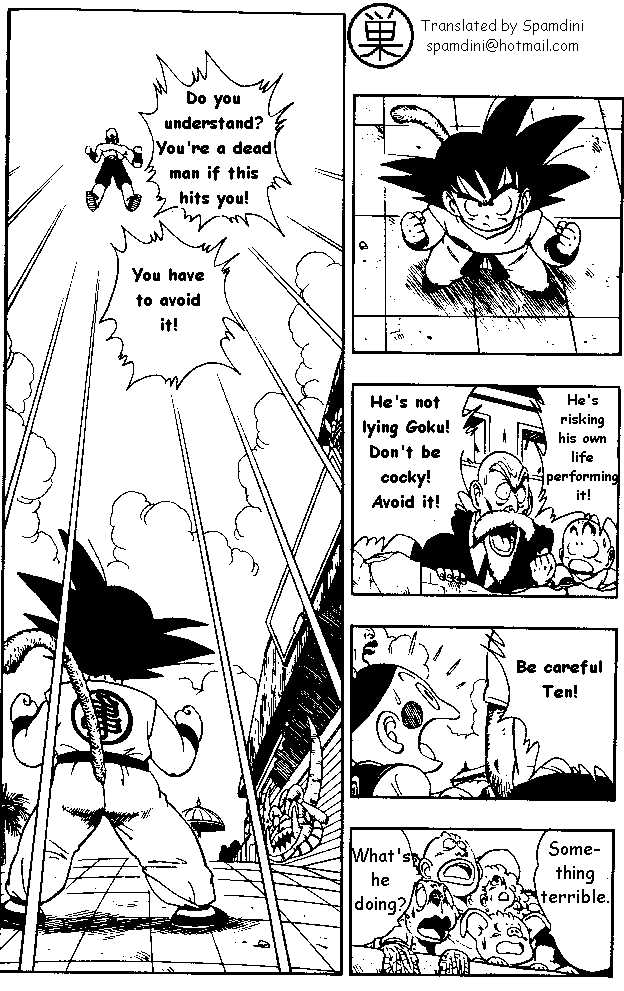 巣
Translated by Spamdini
spamdini@hotmail.com
Do you
understand?
You're a dead
man if this
hits you!
You have
to avoid
it!
He's not
lying Goku!
Don't be
cocky!
Avoid it!
He's
risking
his own
life
performing
it!
Be careful
Ten!
What's
he
doing?
Some-
thing
terrible.